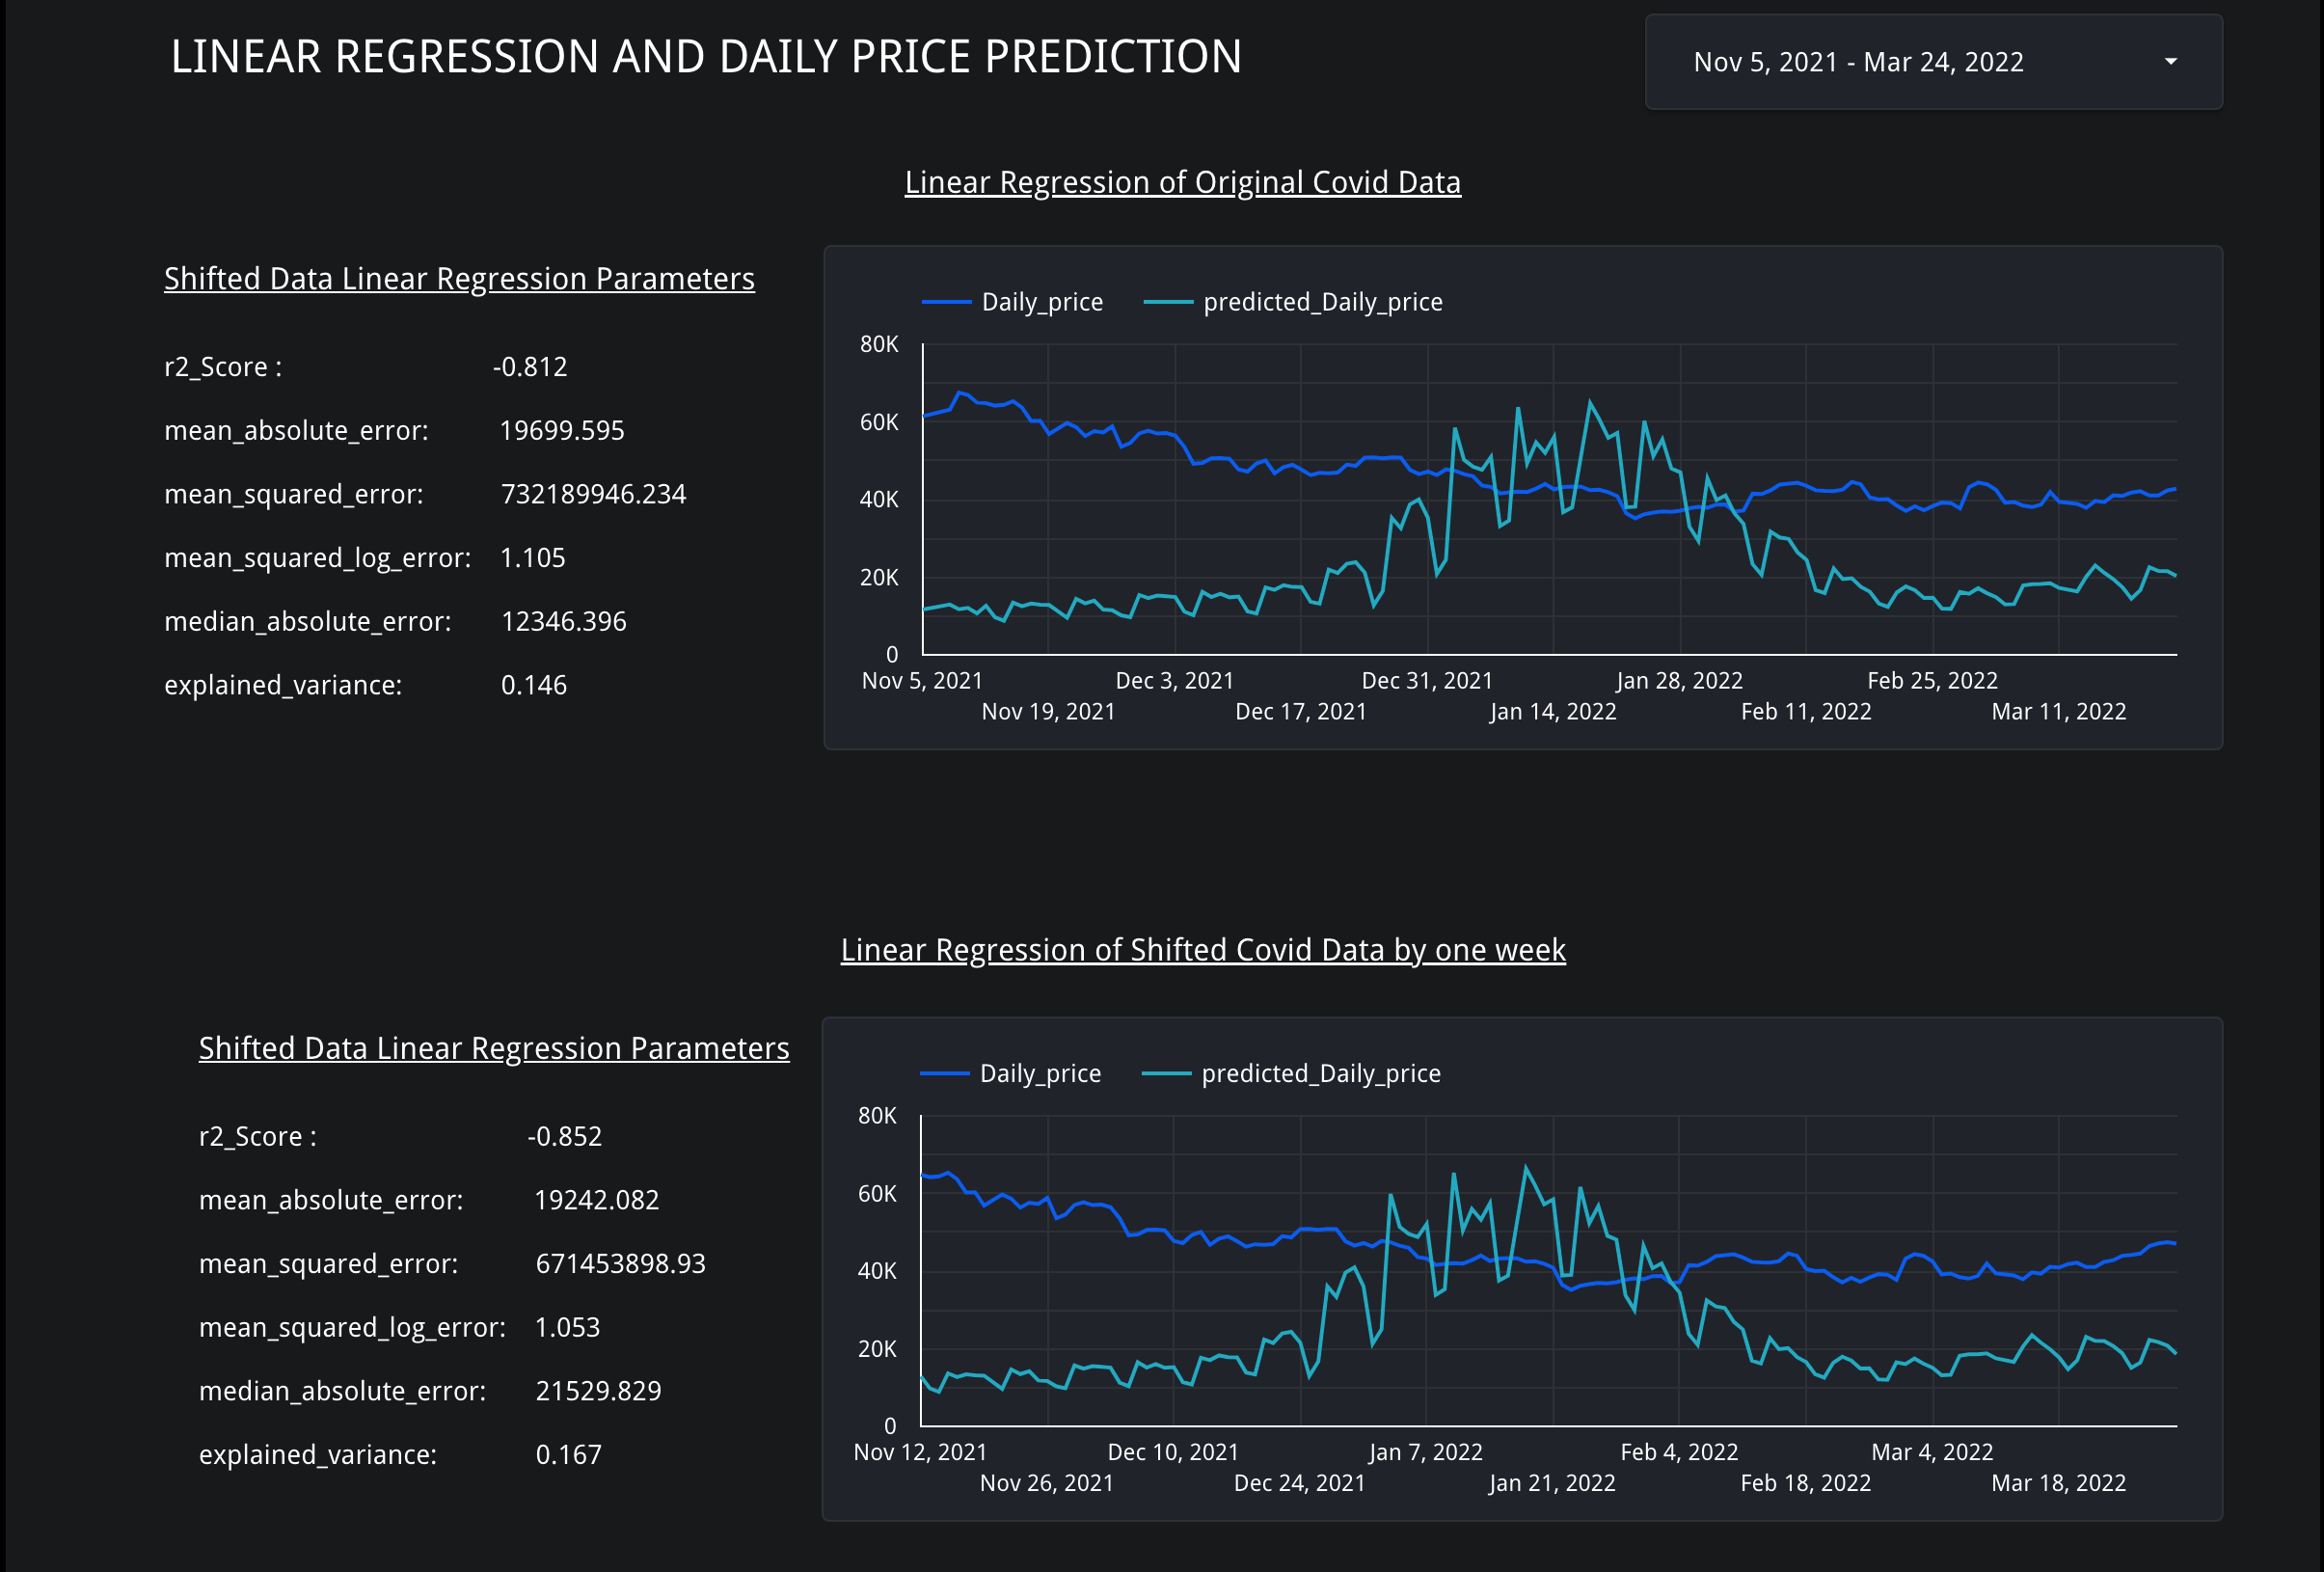 LINEAR REGRESSION AND DAILY PRICE PREDICTION
Nov 5, 2021 - Mar 24, 2022
Linear Regression of Original Covid Data
Shifted Data Linear Regression Parameters
r2_Score : -0.812
mean_absolute_error: 19699.595
mean_squared_error: 732189946.234
mean_squared_log_error: 1.105
median_absolute_error: 12346.396
explained_variance: 0.146
Daily_price predicted_Daily_price
80K
60K
40K
20K
0
Nov 5, 2021 Dec 3, 2021 Dec 31, 2021 Jan 28, 2022 Feb 25, 2022
Nov 19, 2021 Dec 17, 2021 Jan 14, 2022 Feb 11, 2022 Mar 11, 2022
Linear Regression of Shifted Covid Data by one week
Shifted Data Linear Regression Parameters
r2_Score : -0.852
mean_absolute_error: 19242.082
mean_squared_error: 671453898.93
mean_squared_log_error: 1.053
median_absolute_error: 21529.829
explained_variance: 0.167
Daily_price predicted_Daily_price
80K
60K
40K
20K
0
Nov 12, 2021 Dec 10, 2021 Jan 7, 2022 Feb 4, 2022 Mar 4, 2022
Nov 26, 2021 Dec 24, 2021 Jan 21, 2022 Feb 18, 2022 Mar 18, 2022